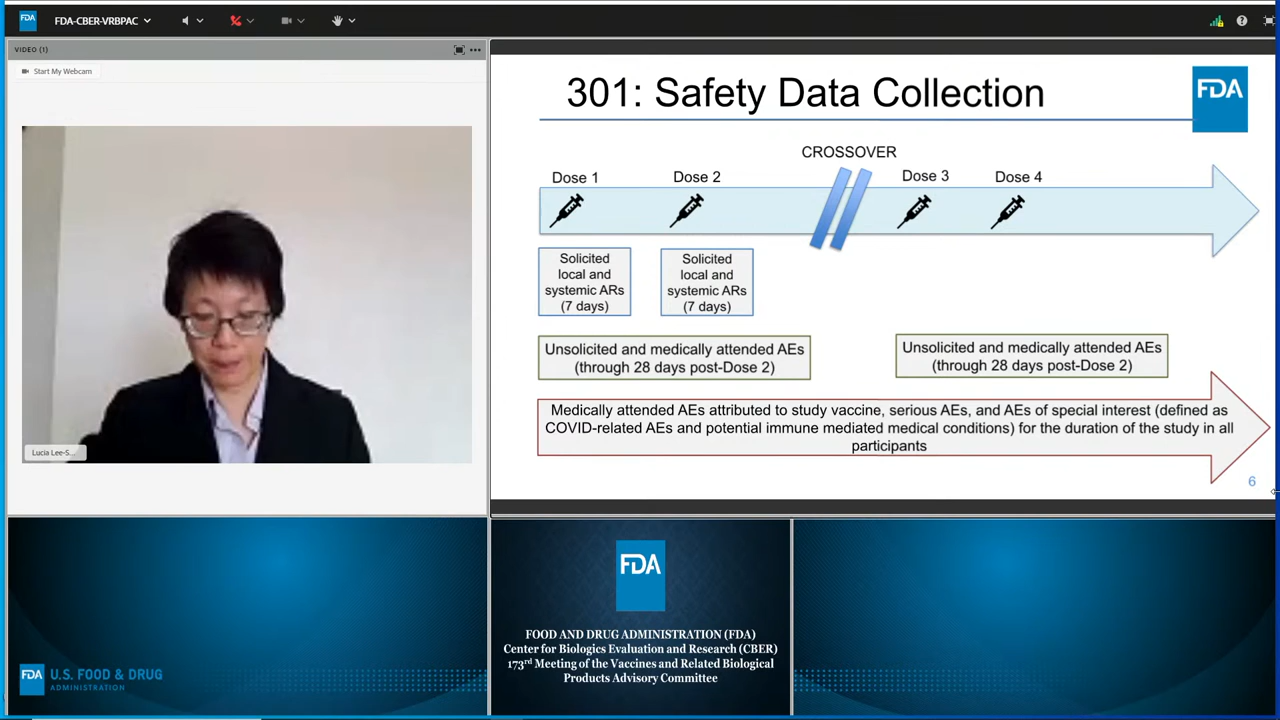 FDA
FDA-CBER-VRBPAC
VIDEO (1)
Start My Webcam
Lucia Lee-S...
301: Safety Data Collection
FDA
CROSSOVER
Dose 1
Dose 2
Dose 3
Dose 4
Solicited
local and
systemic ARs
(7 days)
Solicited
local and
systemic ARs
(7 days)
Unsolicited and medically attended AEs
(through 28 days post-Dose 2)
Unsolicited and medically attended AEs
(through 28 days post-Dose 2)
Medically attended AEs attributed to study vaccine, serious AEs, and AEs of special interest (defined as
COVID-related AEs and potential immune mediated medical conditions) for the duration of the study in all
participants
6
FDA U.S. FOOD & DRUG
ADMINISTRATION
FDA
FOOD AND DRUG ADMINISTRATION (FDA)
Center for Biologics Evaluation and Research (CBER)
173rd Meeting of the Vaccines and Related Biological
Products Advisory Committee